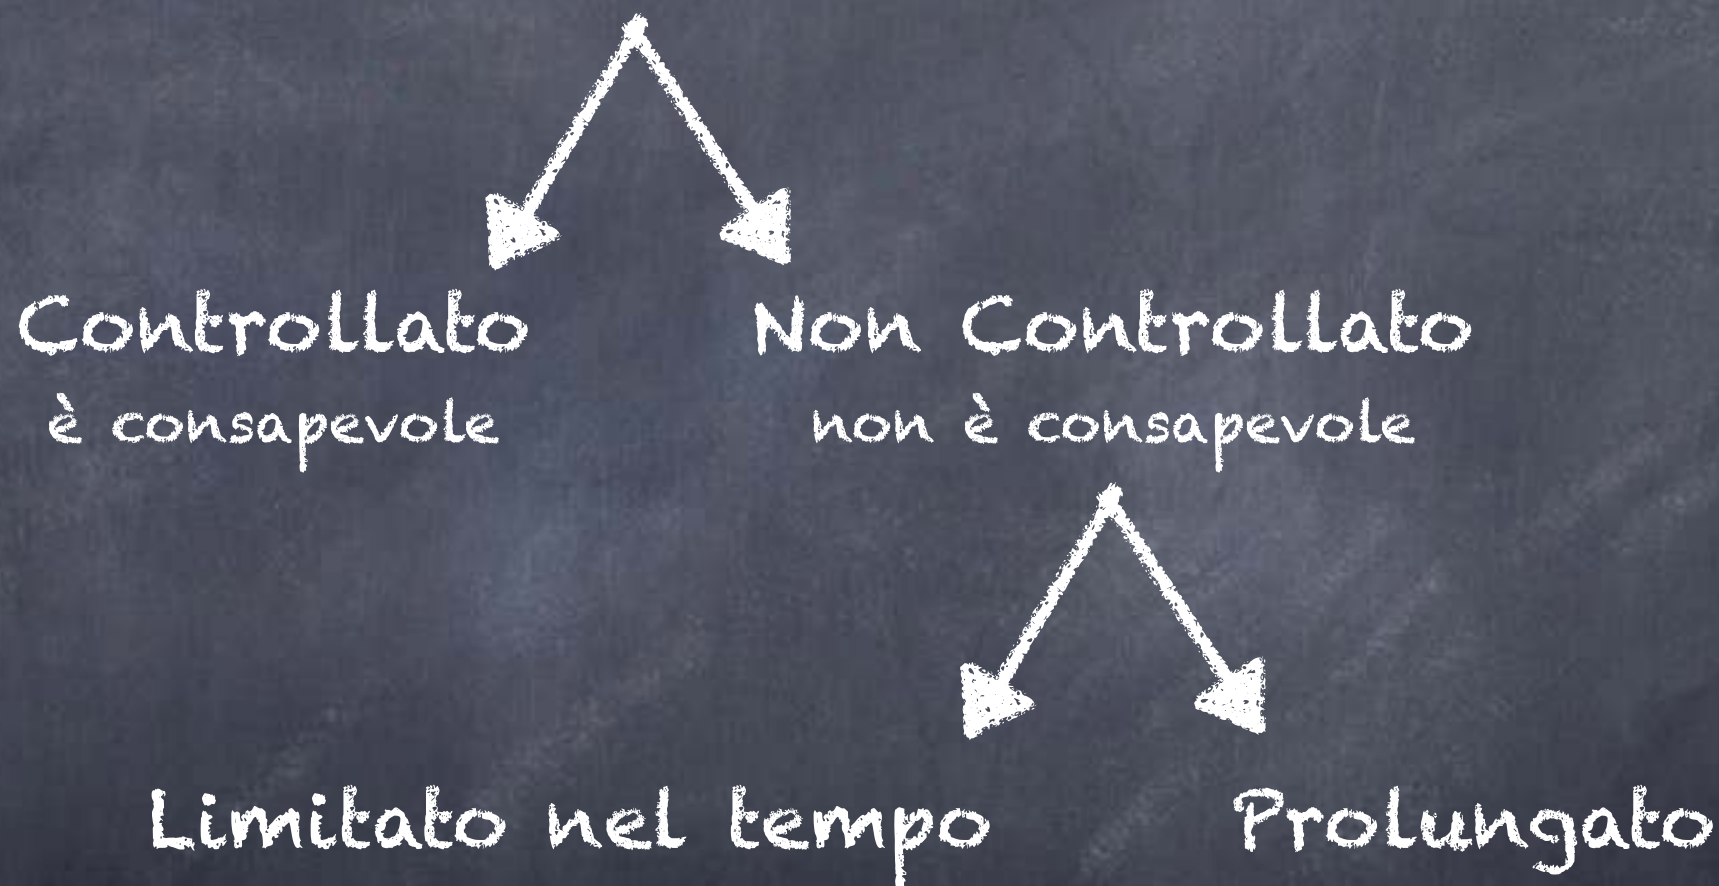 Controllato Non Controllato
è consapevole non è consapevole
Limitato nel tempo Prolungato